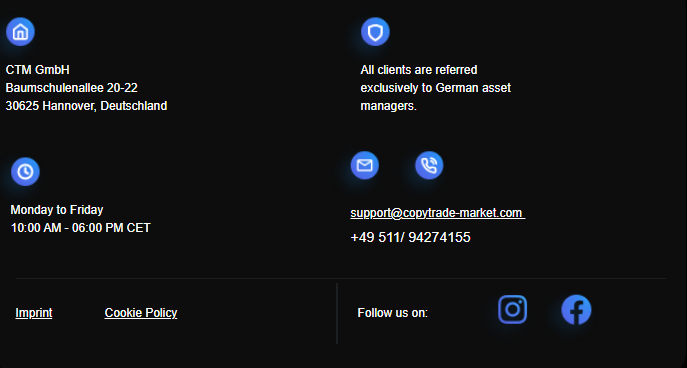 CTM GmbH
Baumschulenallee 20-22
30625 Hannover, Deutschland
All clients are referred
exclusively to German asset
managers.
Monday to Friday
10:00 AM - 06:00 PM CET
support@copytrade-market.com
+49 511/ 94274155
Imprint
Cookie Policy
Follow us on: